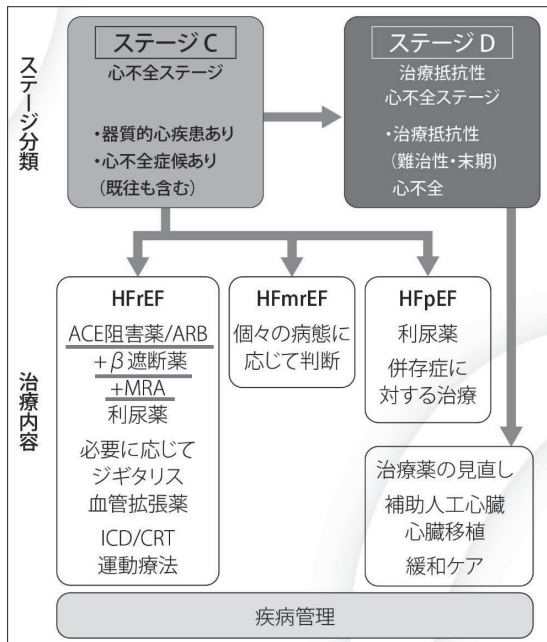 ステージ分類
ステージC
心不全ステージ
・器質的心疾患あり
・心不全症候あり
(既往も含む)
ステージD
治療抵抗性
心不全ステージ
・治療抵抗性
(難治性・末期)
心不全
治療内容
HFrEF
ACE阻害薬/ARB
+β遮断薬
+MRA
利尿薬
必要に応じて
ジギタリス
血管拡張薬
ICD/CRT
運動療法
HFmrEF
個々の病態に
応じて判断
HFpEF
利尿薬
併存症に
対する治療
治療薬の見直し
補助人工心臓
心臓移植
緩和ケア
疾病管理